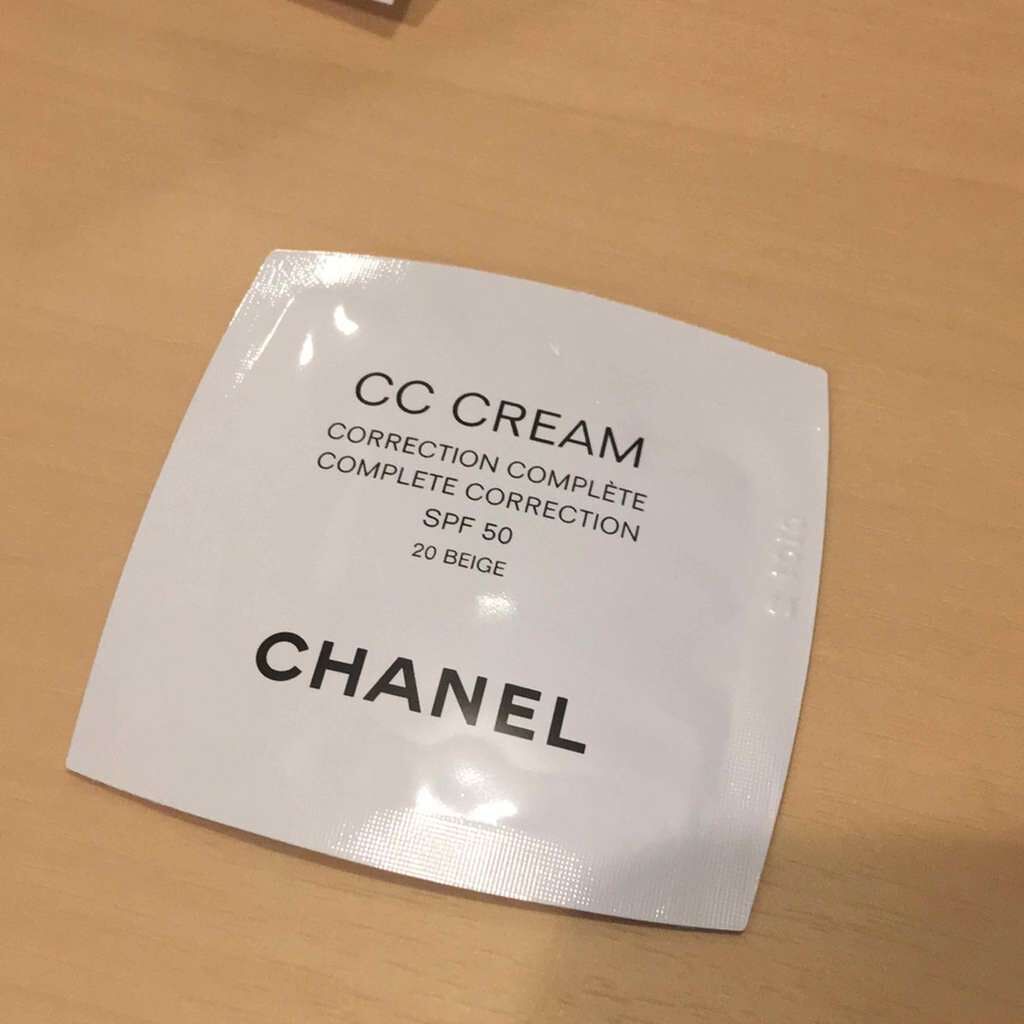 CC CREAM
CORRECTION COMPLÈTE
COMPLETE CORRECTION
SPF 50
20 BEIGE
CHANEL